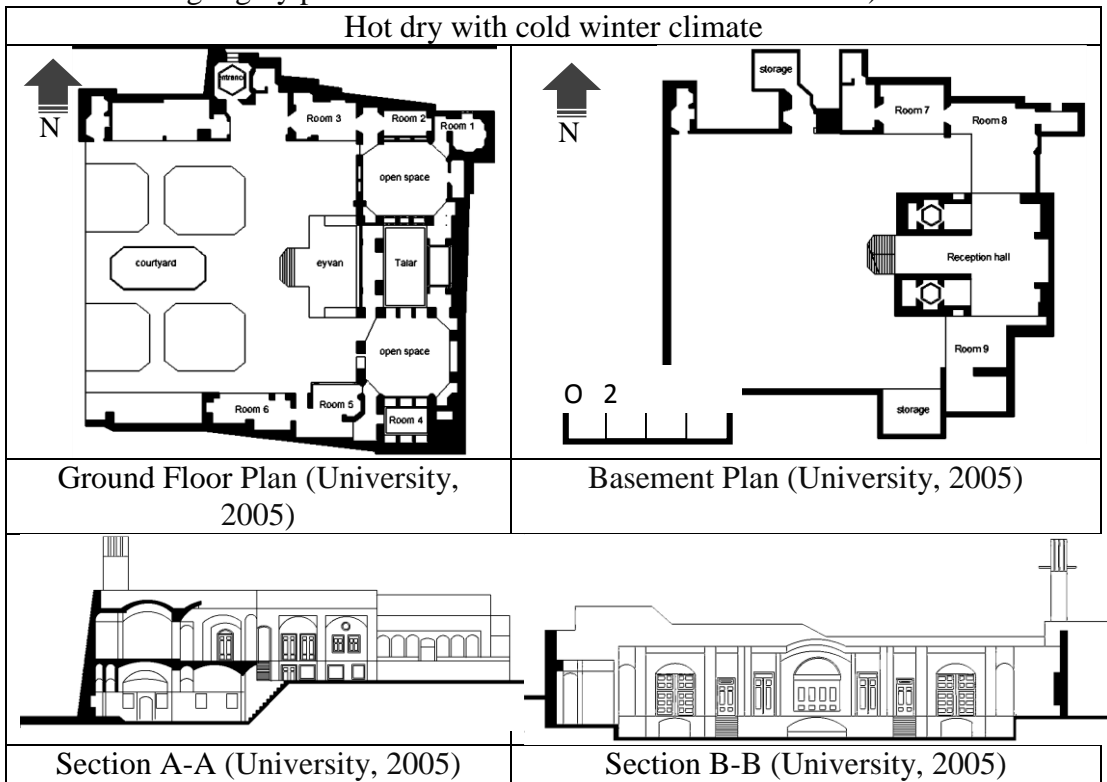 Hot dry with cold winter climate
N
entrance
Room 3
Room 2
Room 1
open space
courtyard
eyvan
Talar
open space
Room 6
Room 5
Room 4
N
storage
Room 7
Room 8
Reception hall
Room 9
storage
O 2
Ground Floor Plan (University,
2005)
Basement Plan (University, 2005)
Section A-A (University, 2005)
Section B-B (University, 2005)